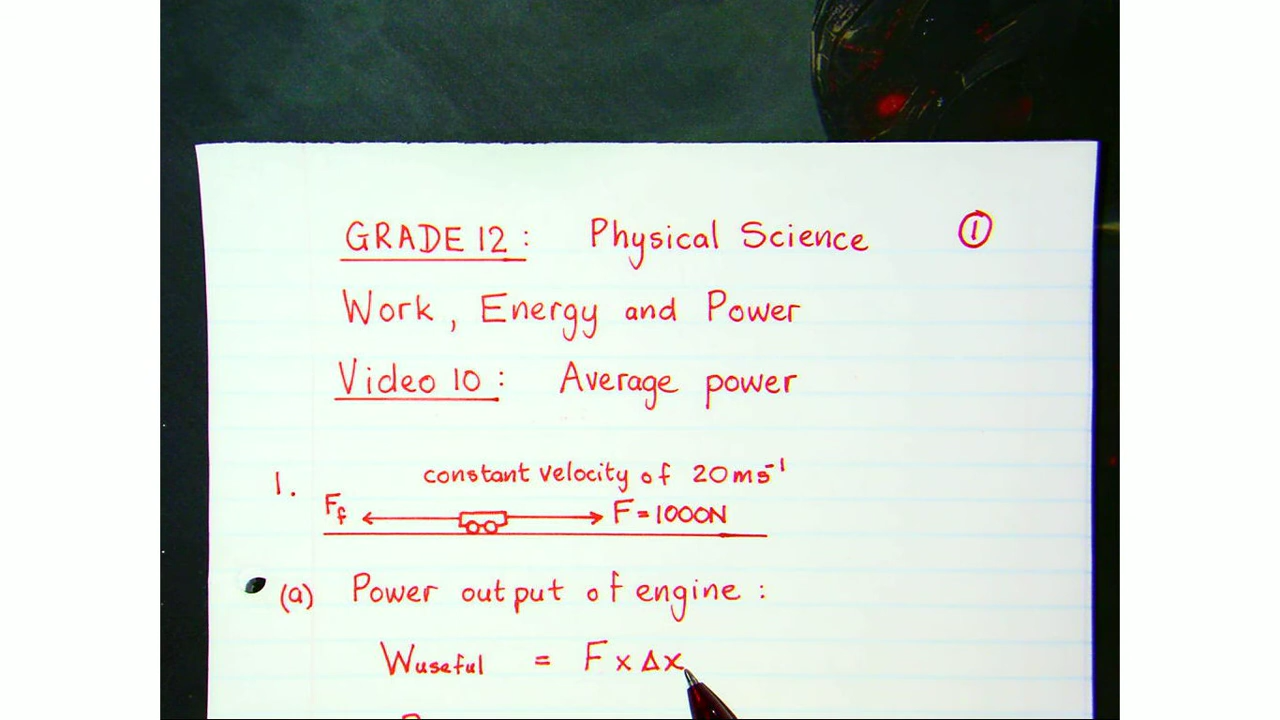 GRADE 12 : Physical Science ①
Work, Energy and Power
Video 10 : Average power
1. constant velocity of 20ms⁻¹
Ff F = 1000N
(a) Power output of engine :
Wuseful = F x Δx